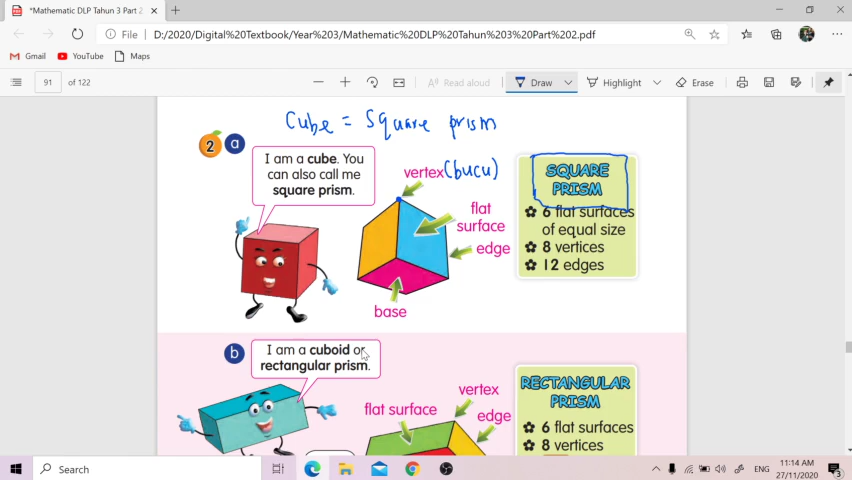 *Mathematic DLP Tahun 3 Part 2
File
D:/2020/Digital%20Textbook/Year%203/Mathematic%20DLP%20Tahun%203%20Part%202.pdf
Gmail
YouTube
Maps
91
of 122
Read aloud
Draw
Highlight
Erase
Cube = Square prism
2
a
I am a cube. You
can also call me
square prism.
vertex (bucu)
flat
surface
edge
base
SQUARE
PRISM
6 flat surfaces
of equal size
8 vertices
12 edges
b
I am a cuboid or
rectangular prism.
flat surface
vertex
edge
RECTANGULAR
PRISM
6 flat surfaces
8 vertices
Search
ENG
11:14 AM
27/11/2020
3